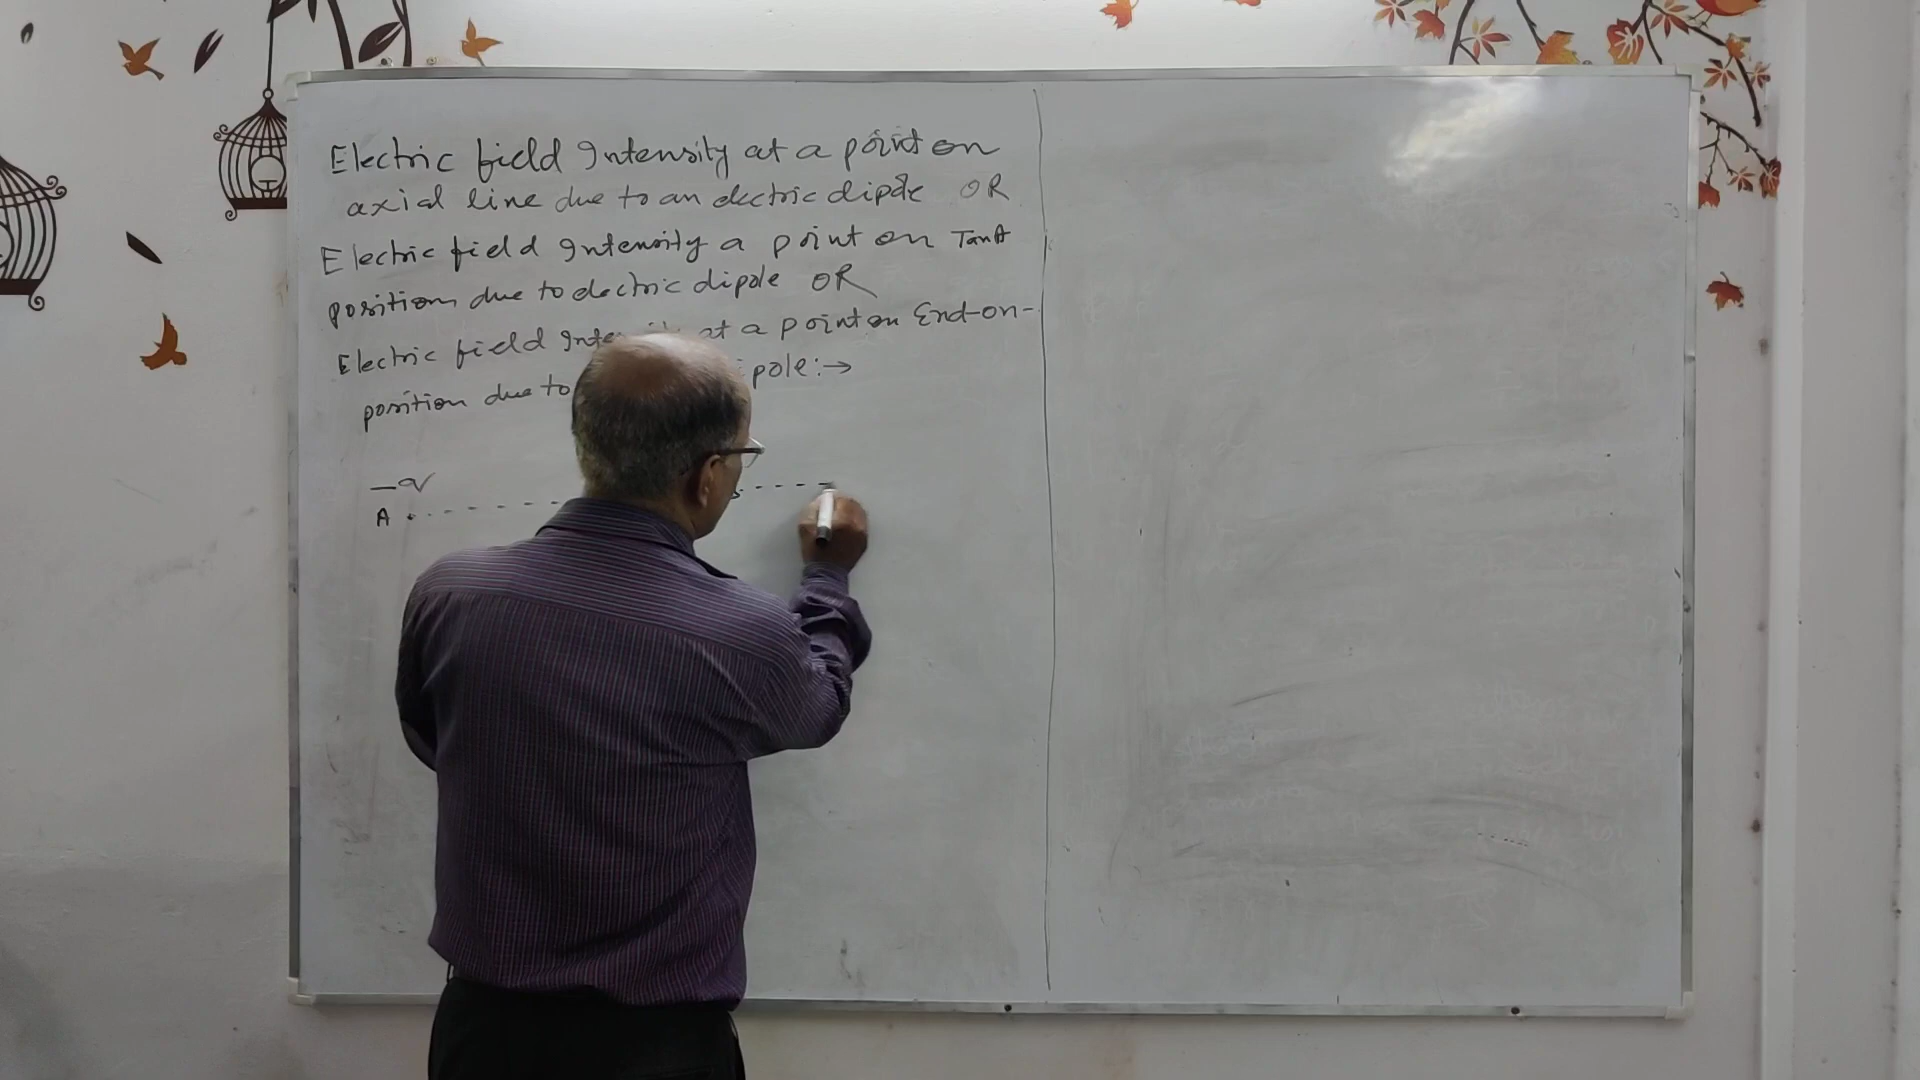 Electric field Intensity at a point on
axial line due to an electric dipole OR
Electric field Intensity a point on TanA
position due to electric dipole OR
Electric field at a point on End-on-
position due to pole:→
—q
A